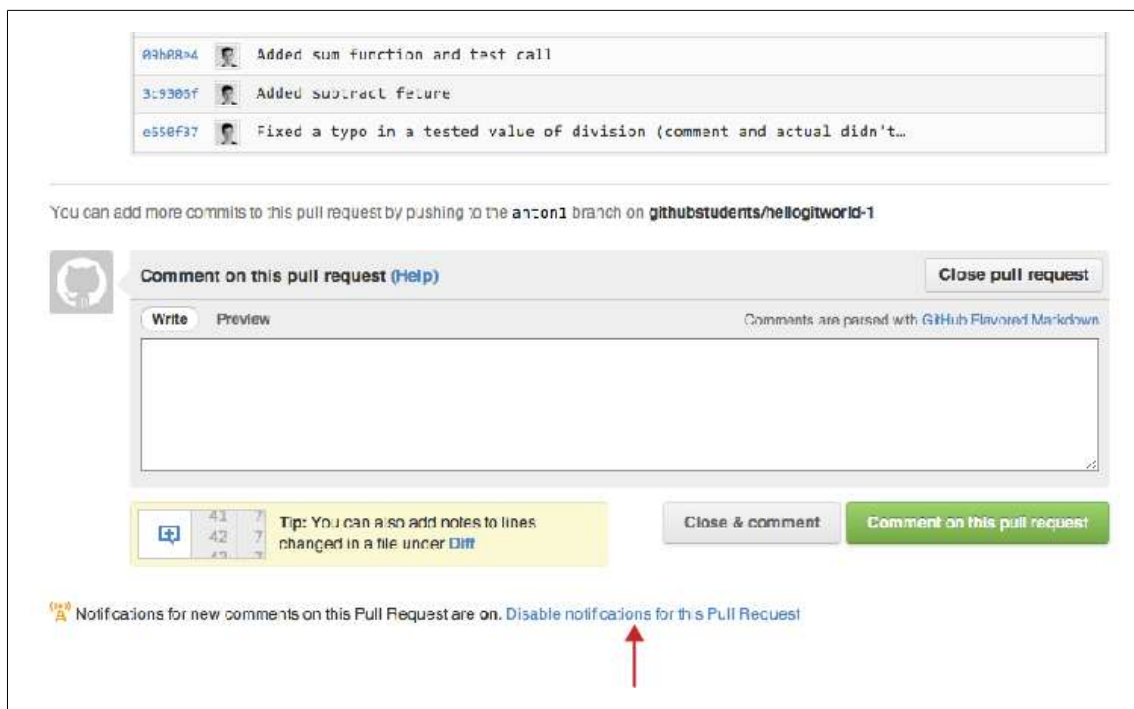 Added sum function and test call
Added subtract feture
e550f37 Fixed a typo in a tested value of division (comment and actual didn't…
You can add more commits to this pull request by pushing to the anton1 branch on githubstudents/hellogitworld-1
Comment on this pull request (Help)
Close pull request
Write Preview
Comments are parsed with GitHub Flavored Markdown
41 7
42 7
43 7
Tip: You can also add notes to lines
changed in a file under Diff
Close & comment
Comment on this pull request
Notifications for new comments on this Pull Request are on. Disable notifications for this Pull Request